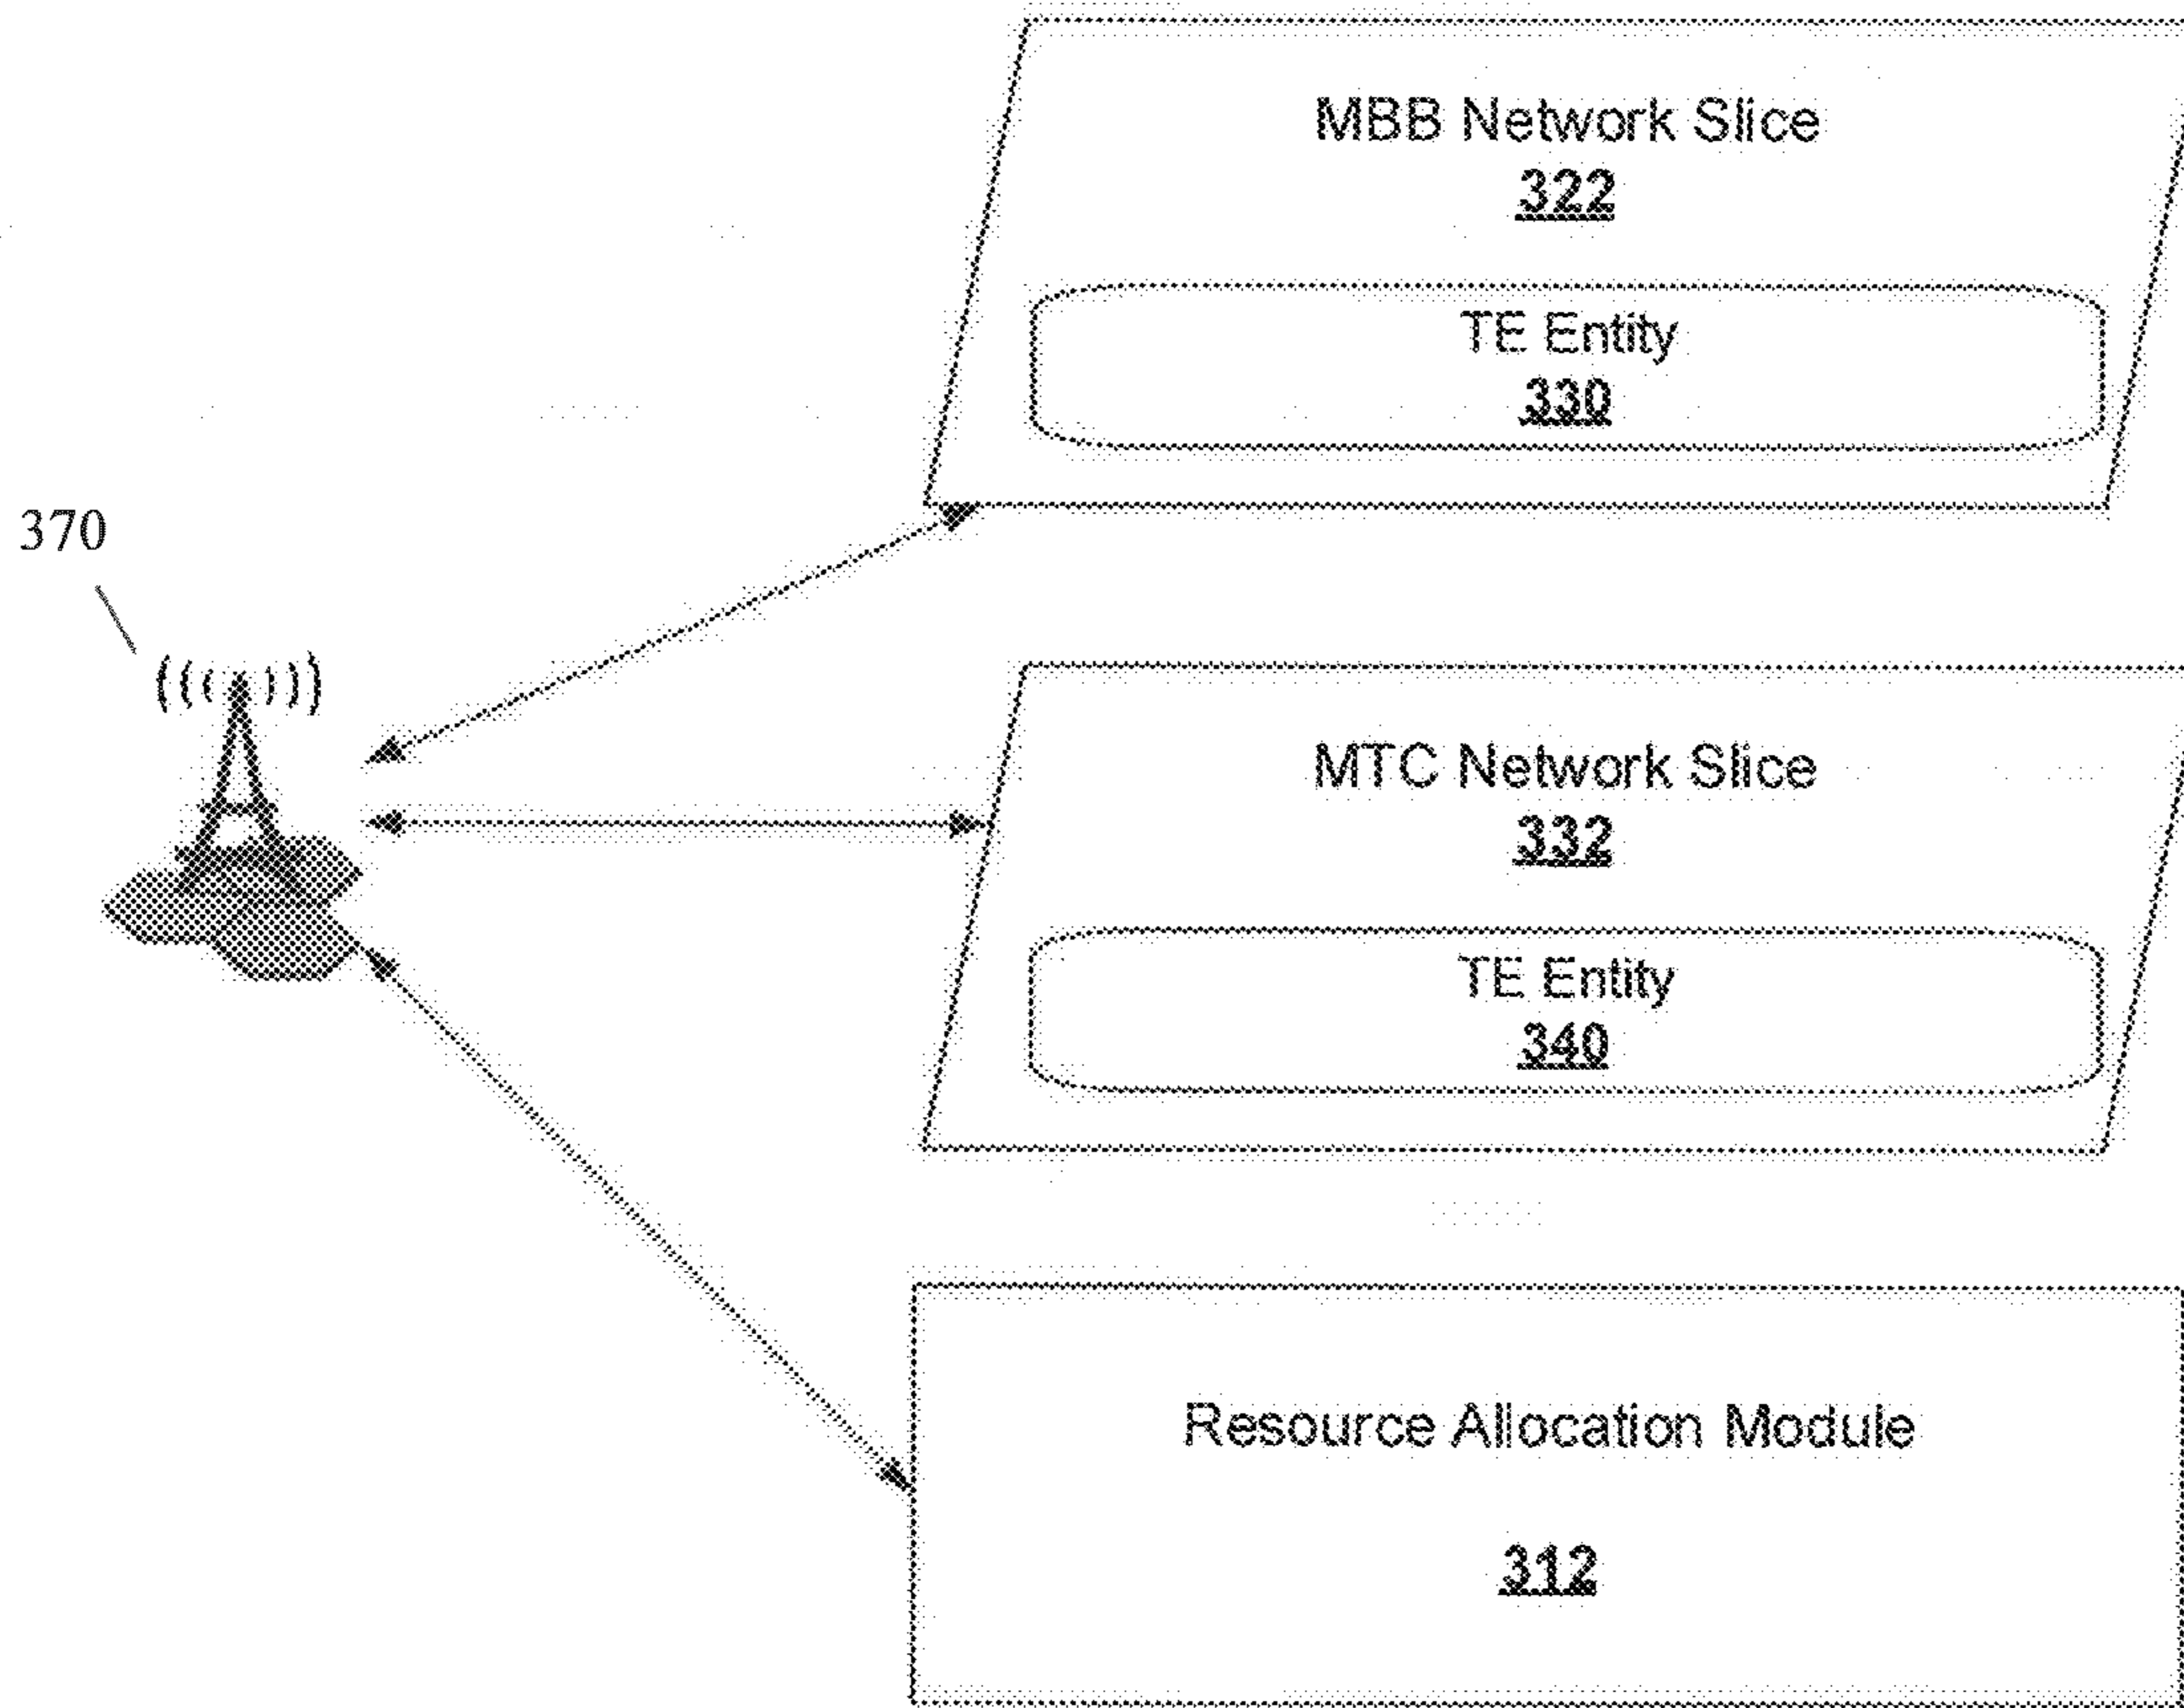 MBB Network Slice
322
TE Entity
330
370
MTC Network Slice
332
TE Entity
340
Resource Allocation Module
312